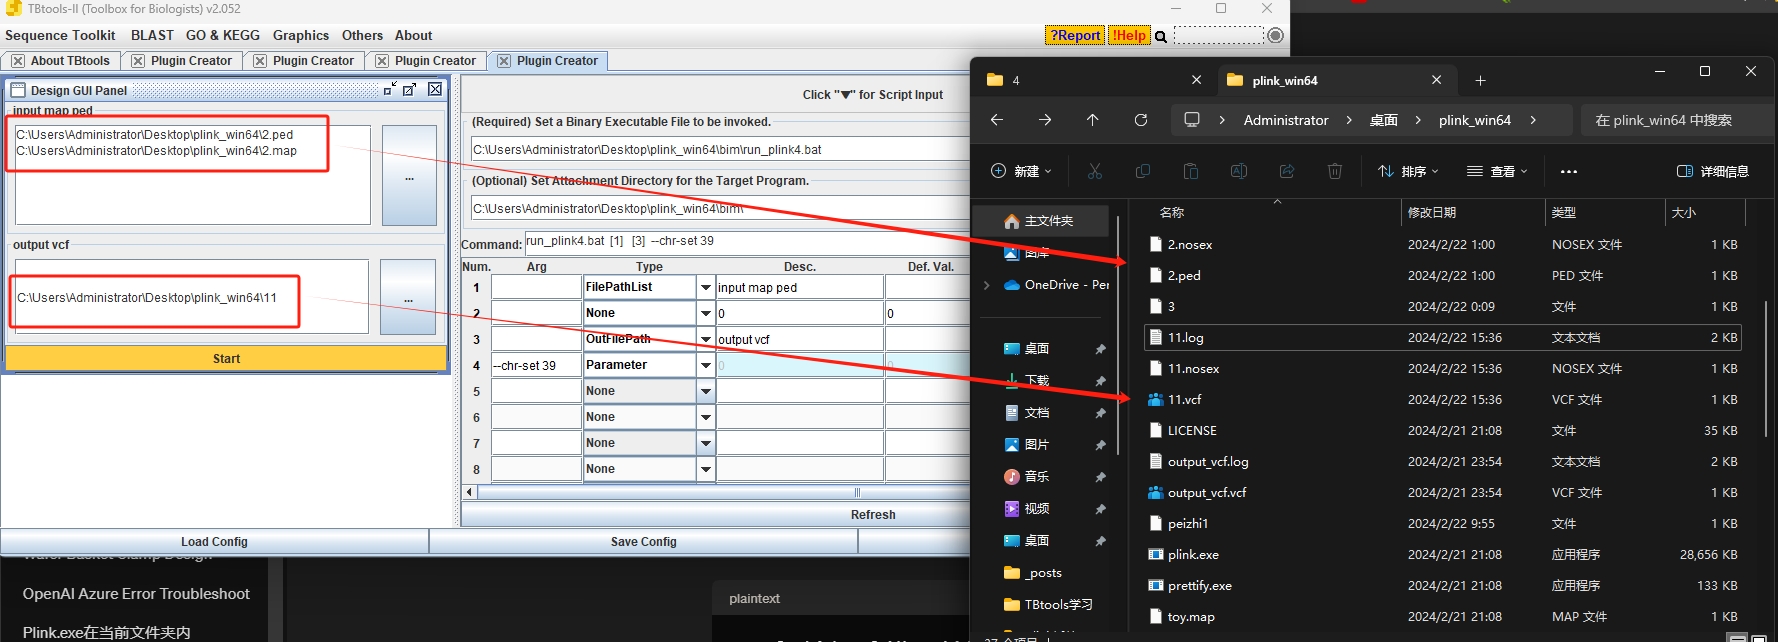 TBtools-II (Toolbox for Biologists) v2.052
Sequence Toolkit BLAST GO & KEGG Graphics Others About
?Report !Help
About TBtools Plugin Creator Plugin Creator Plugin Creator Plugin Creator
Design GUI Panel
input map ped
C:\Users\Administrator\Desktop\plink_win64\2.ped
C:\Users\Administrator\Desktop\plink_win64\2.map
...
output vcf
C:\Users\Administrator\Desktop\plink_win64\11
...
Start
Click "▼" for Script Input
(Required) Set a Binary Executable File to be invoked.
C:\Users\Administrator\Desktop\plink_win64\bim\run_plink4.bat
(Optional) Set Attachment Directory for the Target Program.
C:\Users\Administrator\Desktop\plink_win64\bim\
Command: run_plink4.bat [1] [3] --chr-set 39
Num. Arg Type Desc. Def. Val.
1 FilePathList input map ped
2 None 0 0
3 OutFilePath output vcf
4 --chr-set 39 Parameter 0 0
5 None
6 None
7 None
8 None
Refresh
Load Config Save Config
OpenAI Azure Error Troubleshoot
Plink.exe在当前文件夹内
plaintext
4 plink_win64
Administrator 桌面 plink_win64 在 plink_win64 中搜索
新建 排序 查看 ... 详细信息
主文件夹
图库
OneDrive - Per
桌面
下载
文档
图片
音乐
视频
桌面
_posts
TBtools学习
名称 修改日期 类型 大小
2.nosex 2024/2/22 1:00 NOSEX 文件 1 KB
2.ped 2024/2/22 1:00 PED 文件 1 KB
3 2024/2/22 0:09 文件 1 KB
11.log 2024/2/22 15:36 文本文档 2 KB
11.nosex 2024/2/22 15:36 NOSEX 文件 1 KB
11.vcf 2024/2/22 15:36 VCF 文件 1 KB
LICENSE 2024/2/21 21:08 文件 35 KB
output_vcf.log 2024/2/21 23:54 文本文档 2 KB
output_vcf.vcf 2024/2/21 23:54 VCF 文件 1 KB
peizhi1 2024/2/22 9:55 文件 1 KB
plink.exe 2024/2/21 21:08 应用程序 28,656 KB
prettify.exe 2024/2/21 21:08 应用程序 133 KB
toy.map 2024/2/21 21:08 MAP 文件 1 KB